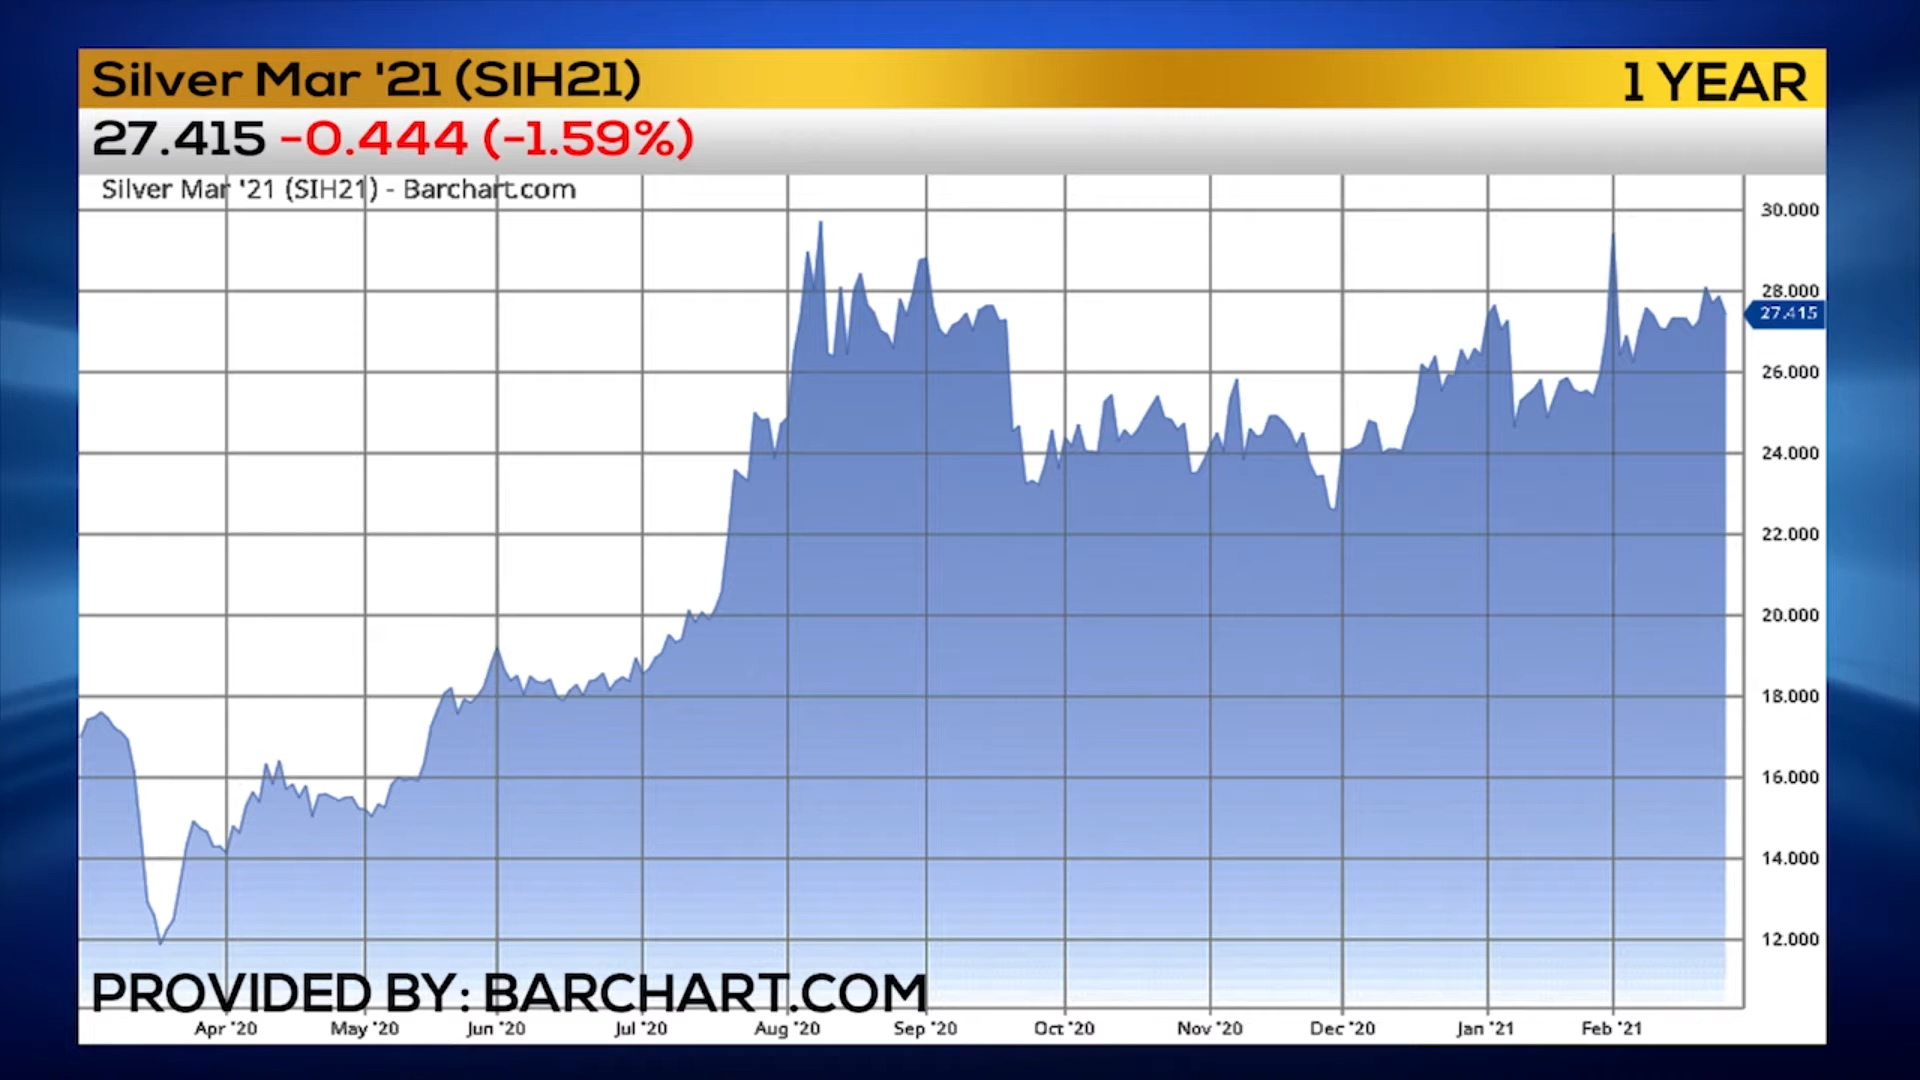 Silver Mar '21 (SIH21) 1 YEAR
27.415 -0.444 (-1.59%)
Silver Mar '21 (SIH21) - Barchart.com
30.000
28.000
27.415
26.000
24.000
22.000
20.000
18.000
16.000
14.000
12.000
PROVIDED BY: BARCHART.COM
Apr '20 May '20 Jun '20 Jul '20 Aug '20 Sep '20 Oct '20 Nov '20 Dec '20 Jan '21 Feb '21